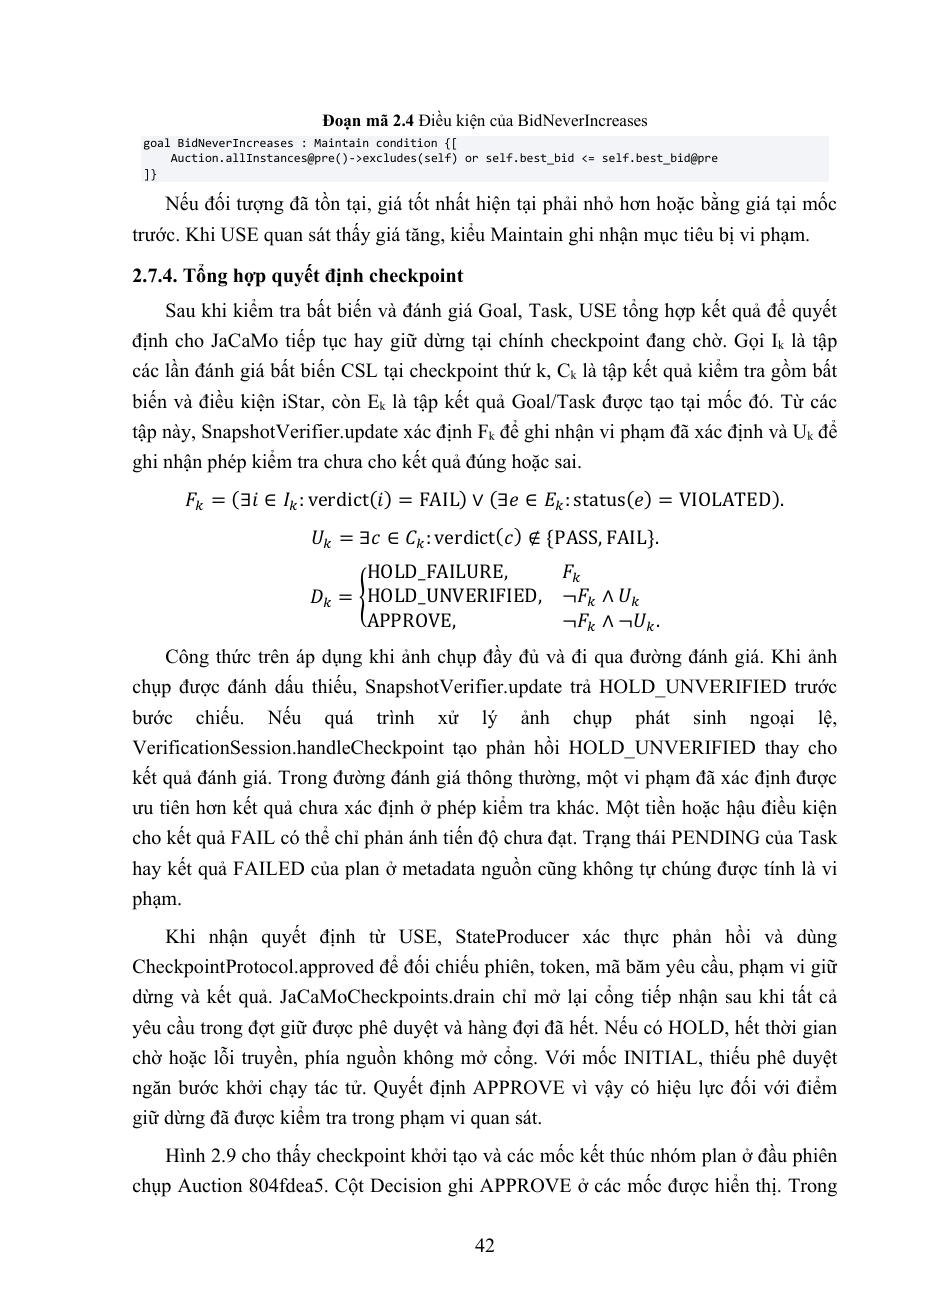 Đoạn mã 2.4 Điều kiện của BidNeverIncreases
goal BidNeverIncreases : Maintain condition {[
    Auction.allInstances@pre()->excludes(self) or self.best_bid <= self.best_bid@pre
]}
Nếu đối tượng đã tồn tại, giá tốt nhất hiện tại phải nhỏ hơn hoặc bằng giá tại mốc
trước. Khi USE quan sát thấy giá tăng, kiểu Maintain ghi nhận mục tiêu bị vi phạm.
2.7.4. Tổng hợp quyết định checkpoint
Sau khi kiểm tra bất biến và đánh giá Goal, Task, USE tổng hợp kết quả để quyết
định cho JaCaMo tiếp tục hay giữ dừng tại chính checkpoint đang chờ. Gọi Iₖ là tập
các lần đánh giá bất biến CSL tại checkpoint thứ k, Cₖ là tập kết quả kiểm tra gồm bất
biến và điều kiện iStar, còn Eₖ là tập kết quả Goal/Task được tạo tại mốc đó. Từ các
tập này, SnapshotVerifier.update xác định Fₖ để ghi nhận vi phạm đã xác định và Uₖ để
ghi nhận phép kiểm tra chưa cho kết quả đúng hoặc sai.
Fₖ = (∃i ∈ Iₖ: verdict(i) = FAIL) ∨ (∃e ∈ Eₖ: status(e) = VIOLATED).
Uₖ = ∃c ∈ Cₖ: verdict(c) ∉ {PASS, FAIL}.
Dₖ = { HOLD_FAILURE, Fₖ
HOLD_UNVERIFIED, ¬Fₖ ∧ Uₖ
APPROVE, ¬Fₖ ∧ ¬Uₖ.
Công thức trên áp dụng khi ảnh chụp đầy đủ và đi qua đường đánh giá. Khi ảnh
chụp được đánh dấu thiếu, SnapshotVerifier.update trả HOLD_UNVERIFIED trước
bước chiếu. Nếu quá trình xử lý ảnh chụp phát sinh ngoại lệ,
VerificationSession.handleCheckpoint tạo phản hồi HOLD_UNVERIFIED thay cho
kết quả đánh giá. Trong đường đánh giá thông thường, một vi phạm đã xác định được
ưu tiên hơn kết quả chưa xác định ở phép kiểm tra khác. Một tiền hoặc hậu điều kiện
cho kết quả FAIL có thể chỉ phản ánh tiến độ chưa đạt. Trạng thái PENDING của Task
hay kết quả FAILED của plan ở metadata nguồn cũng không tự chúng được tính là vi
phạm.
Khi nhận quyết định từ USE, StateProducer xác thực phản hồi và dùng
CheckpointProtocol.approved để đối chiếu phiên, token, mã băm yêu cầu, phạm vi giữ
dừng và kết quả. JaCaMoCheckpoints.drain chỉ mở lại cổng tiếp nhận sau khi tất cả
yêu cầu trong đợt giữ được phê duyệt và hàng đợi đã hết. Nếu có HOLD, hết thời gian
chờ hoặc lỗi truyền, phía nguồn không mở cổng. Với mốc INITIAL, thiếu phê duyệt
ngăn bước khởi chạy tác tử. Quyết định APPROVE vì vậy có hiệu lực đối với điểm
giữ dừng đã được kiểm tra trong phạm vi quan sát.
Hình 2.9 cho thấy checkpoint khởi tạo và các mốc kết thúc nhóm plan ở đầu phiên
chụp Auction 804fdea5. Cột Decision ghi APPROVE ở các mốc được hiển thị. Trong
42